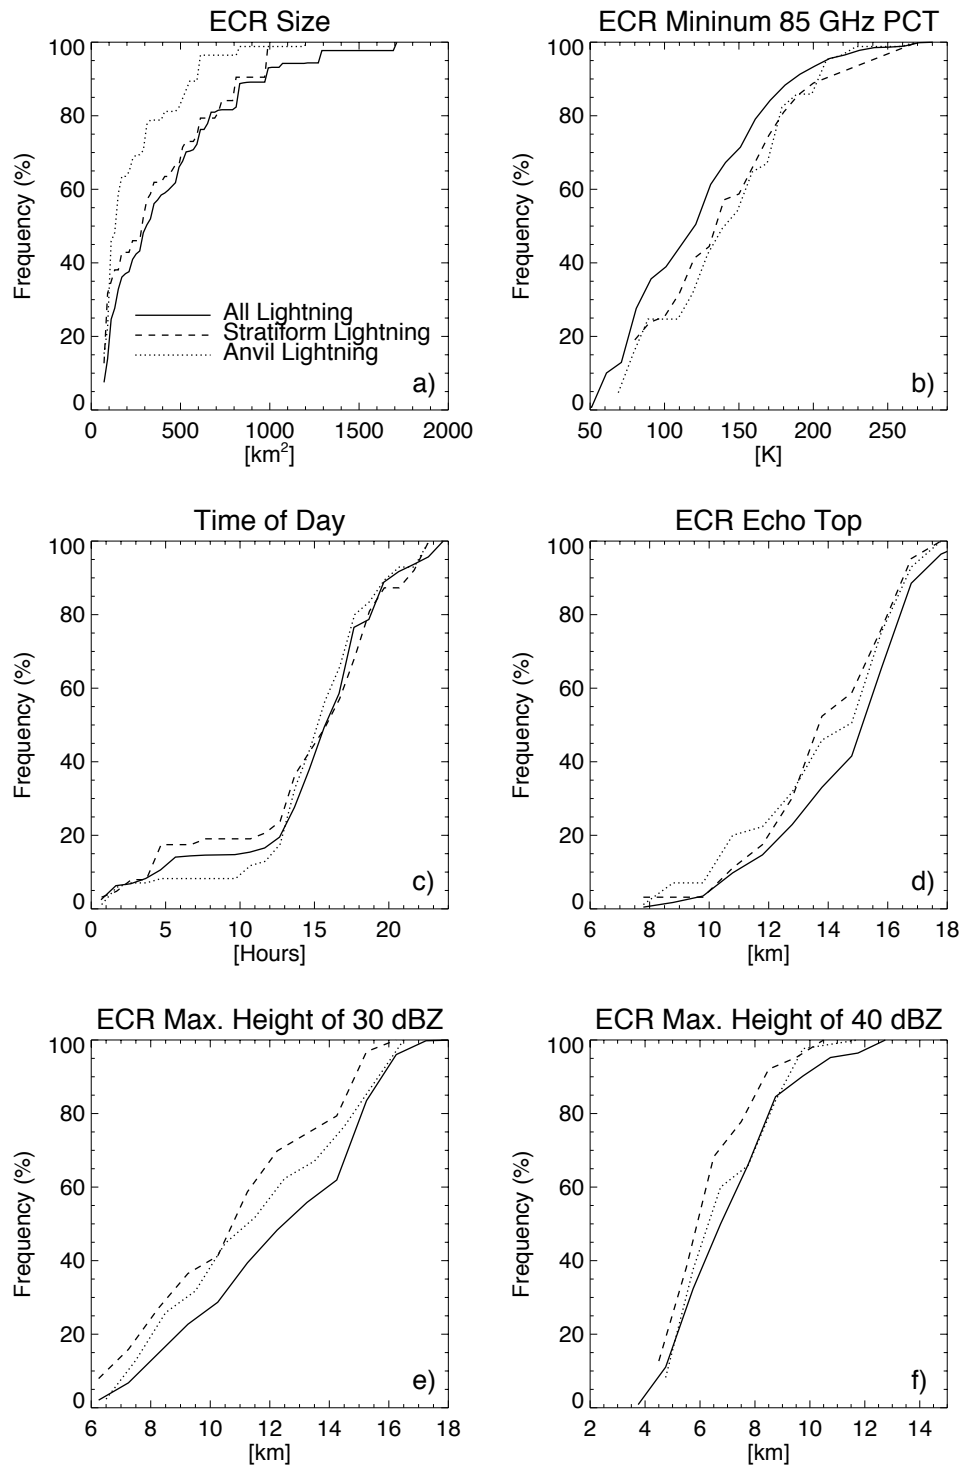 ECR Size
100
80
60
40
20
0
Frequency (%)
All Lightning
Stratiform Lightning
Anvil Lightning
a)
0 500 1000 1500 2000
[km²]
ECR Mininum 85 GHz PCT
100
80
60
40
20
0
Frequency (%)
b)
50 100 150 200 250
[K]
Time of Day
100
80
60
40
20
0
Frequency (%)
c)
0 5 10 15 20
[Hours]
ECR Echo Top
100
80
60
40
20
0
Frequency (%)
d)
6 8 10 12 14 16 18
[km]
ECR Max. Height of 30 dBZ
100
80
60
40
20
0
Frequency (%)
e)
6 8 10 12 14 16 18
[km]
ECR Max. Height of 40 dBZ
100
80
60
40
20
0
Frequency (%)
f)
2 4 6 8 10 12 14
[km]